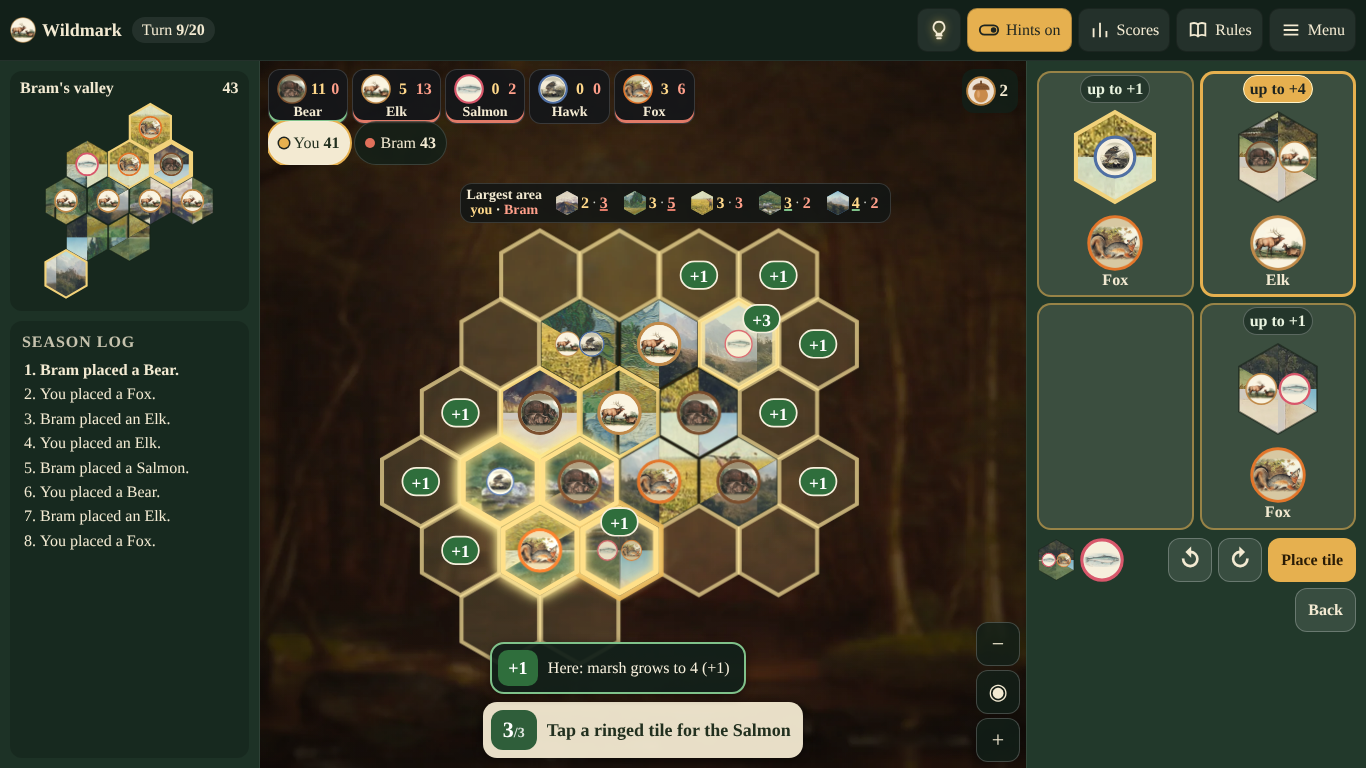 Wildmark
Turn 9/20
Hints on
Scores
Rules
Menu
Bram's valley 43
SEASON LOG
1. Bram placed a Bear.
2. You placed a Fox.
3. Bram placed an Elk.
4. You placed an Elk.
5. Bram placed a Salmon.
6. You placed a Bear.
7. Bram placed an Elk.
8. You placed a Fox.
11 0
Bear
5 13
Elk
0 2
Salmon
0 0
Hawk
3 6
Fox
2
You 41
Bram 43
Largest area
you · Bram
2 · 3
3 · 5
3 · 3
3 · 2
4 · 2
+1
+1
+3
+1
+1
+1
+1
+1
+1
+1
+1 Here: marsh grows to 4 (+1)
3/3 Tap a ringed tile for the Salmon
−
+
up to +1
Fox
up to +4
Elk
up to +1
Fox
Place tile
Back